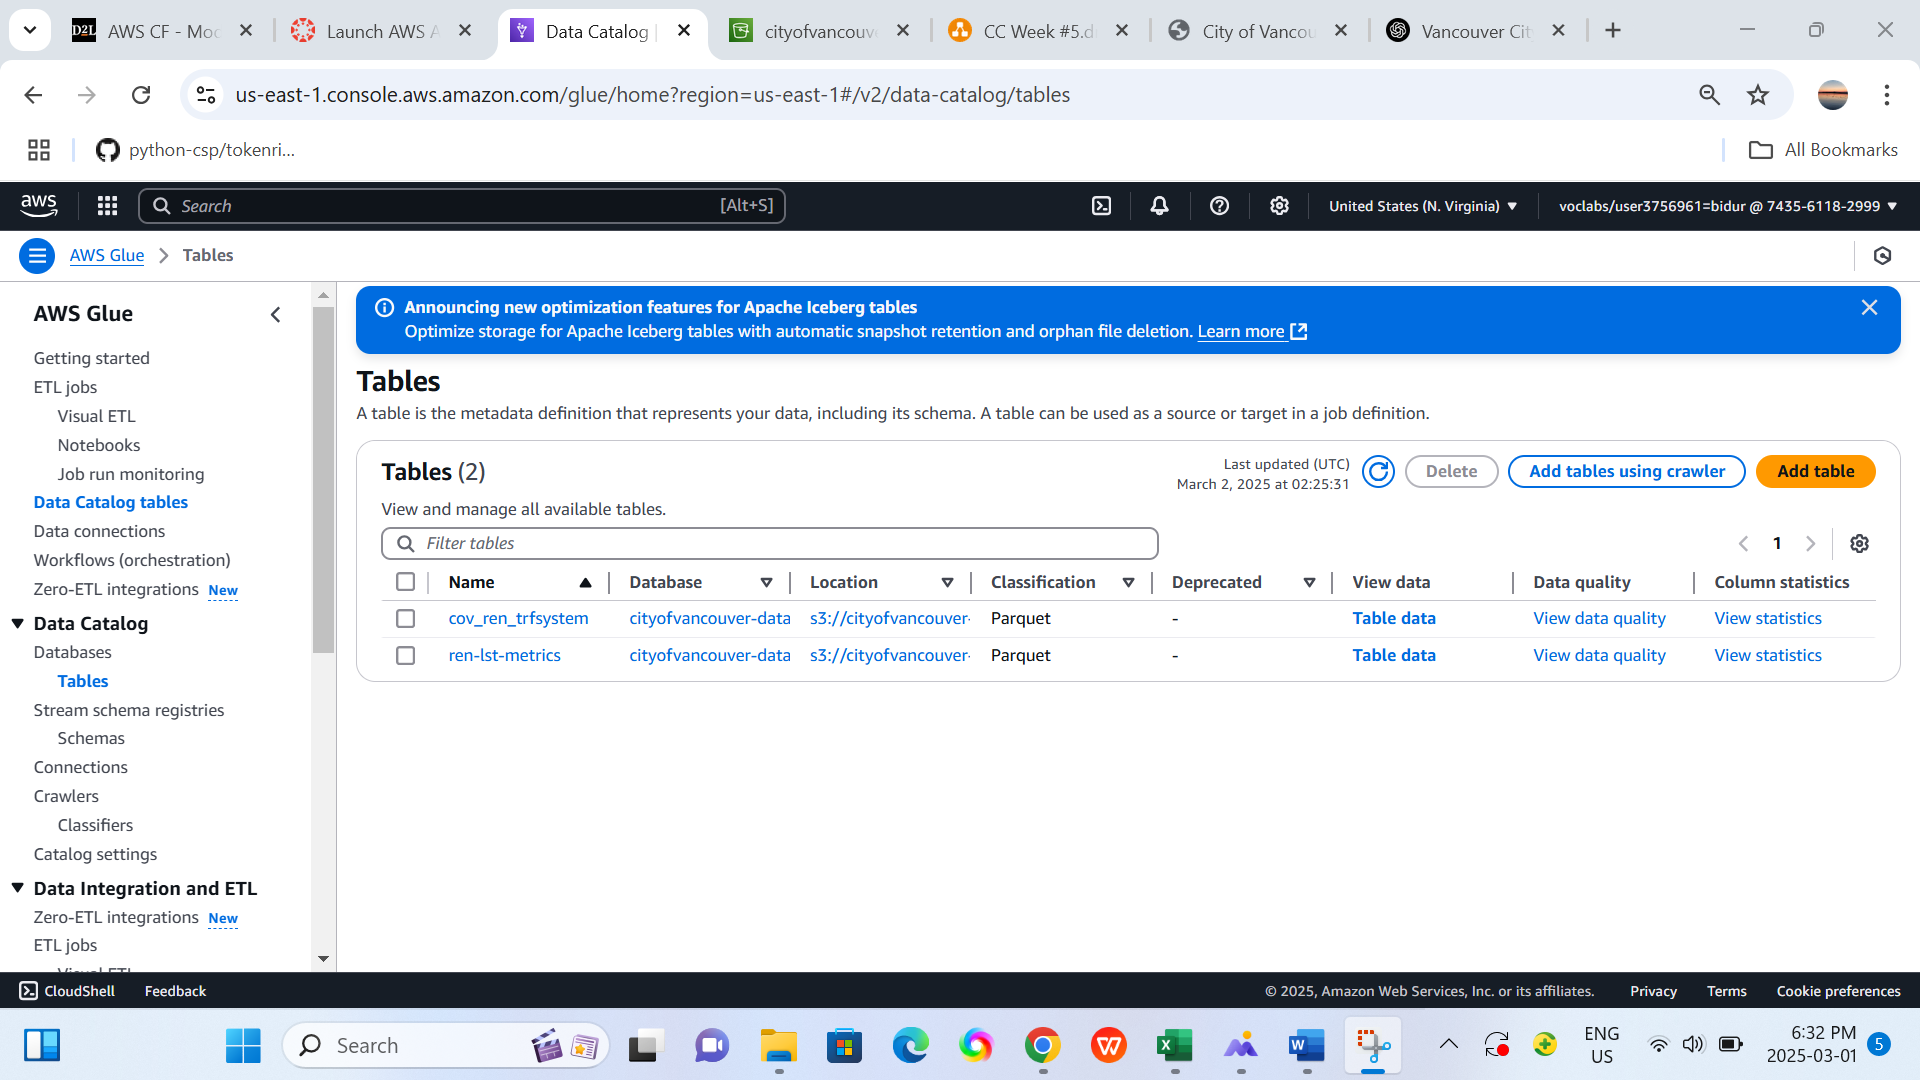 D2L AWS CF - Moc
Launch AWS A
Data Catalog
cityofvancouv
CC Week #5.d
City of Vancou
Vancouver Cit
us-east-1.console.aws.amazon.com/glue/home?region=us-east-1#/v2/data-catalog/tables
python-csp/tokenri...
All Bookmarks
aws
Search
[Alt+S]
United States (N. Virginia)
voclabs/user3756961=bidur @ 7435-6118-2999
AWS Glue
Tables
AWS Glue
Getting started
ETL jobs
Visual ETL
Notebooks
Job run monitoring
Data Catalog tables
Data connections
Workflows (orchestration)
Zero-ETL integrations New
Data Catalog
Databases
Tables
Stream schema registries
Schemas
Connections
Crawlers
Classifiers
Catalog settings
Data Integration and ETL
Zero-ETL integrations New
ETL jobs
Visual ETL
Announcing new optimization features for Apache Iceberg tables
Optimize storage for Apache Iceberg tables with automatic snapshot retention and orphan file deletion. Learn more
Tables
A table is the metadata definition that represents your data, including its schema. A table can be used as a source or target in a job definition.
Tables (2)
Last updated (UTC)
March 2, 2025 at 02:25:31
Delete
Add tables using crawler
Add table
View and manage all available tables.
Filter tables
1
Name Database Location Classification Deprecated View data Data quality Column statistics
cov_ren_trfsystem cityofvancouver-data s3://cityofvancouver- Parquet - Table data View data quality View statistics
ren-lst-metrics cityofvancouver-data s3://cityofvancouver- Parquet - Table data View data quality View statistics
CloudShell
Feedback
© 2025, Amazon Web Services, Inc. or its affiliates.
Privacy
Terms
Cookie preferences
Search
ENG
US
6:32 PM
2025-03-01
5